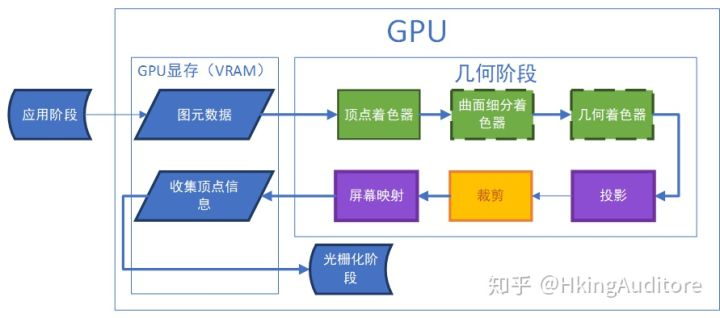 GPU
GPU显存（VRAM）
几何阶段
应用阶段
图元数据
顶点着色器
曲面细分着
色器
几何着色器
收集顶点信
息
屏幕映射
裁剪
投影
光栅化阶
段
知乎 @HkingAuditore